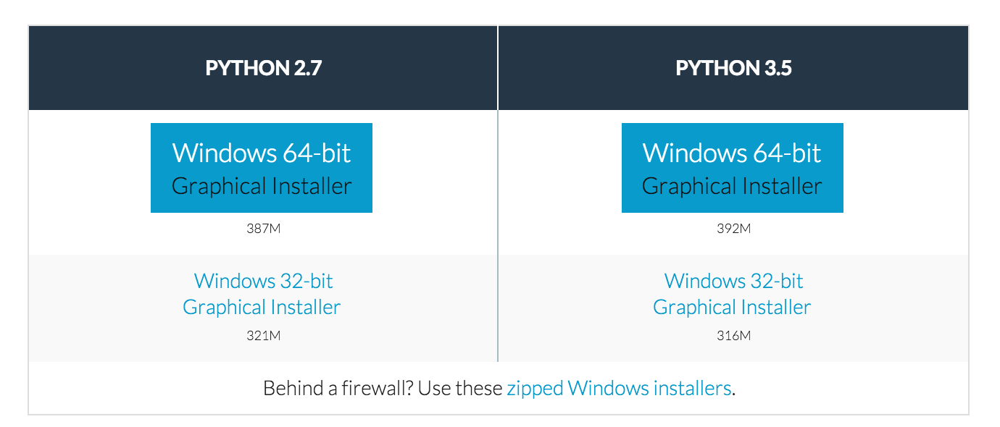 PYTHON 2.7
PYTHON 3.5
Windows 64-bit
Graphical Installer
387M
Windows 64-bit
Graphical Installer
392M
Windows 32-bit
Graphical Installer
321M
Windows 32-bit
Graphical Installer
316M
Behind a firewall? Use these zipped Windows installers.